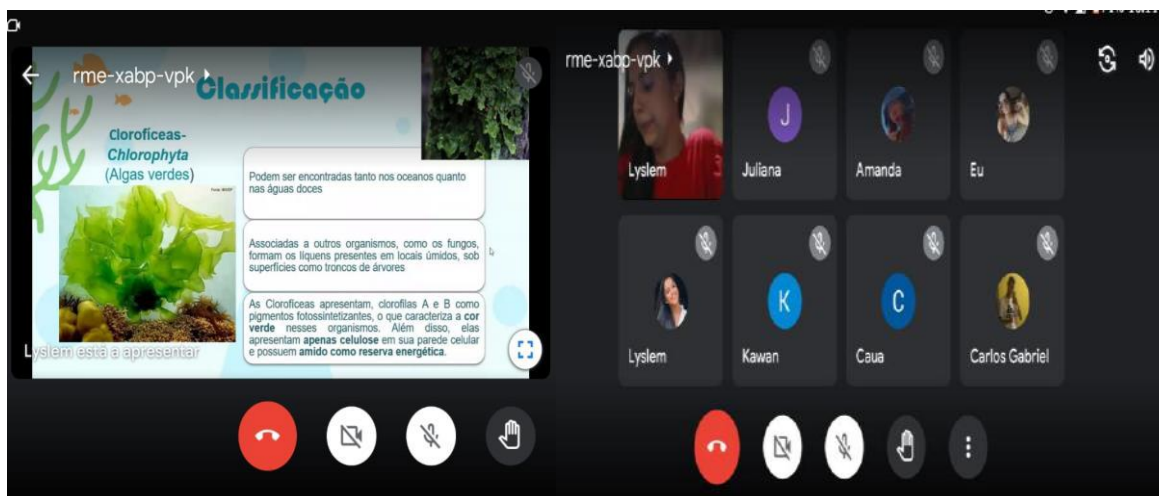 rme-xabp-vpk
Classificação
Clorofíceas-
Chlorophyta
(Algas verdes)
Podem ser encontradas tanto nos oceanos quanto
nas águas doces
Associadas a outros organismos, como os fungos,
formam os líquens presentes em locais úmidos, sob
superfícies como troncos de árvores
As Clorofíceas apresentam, clorofilas A e B como
pigmentos fotossintetizantes, o que caracteriza a cor
verde nesses organismos. Além disso, elas
apresentam apenas celulose em sua parede celular
e possuem amido como reserva energética.
Lyslem está a apresentar
rme-xabp-vpk
J
Lyslem
Juliana
Amanda
Eu
K
C
Lyslem
Kawan
Caua
Carlos Gabriel